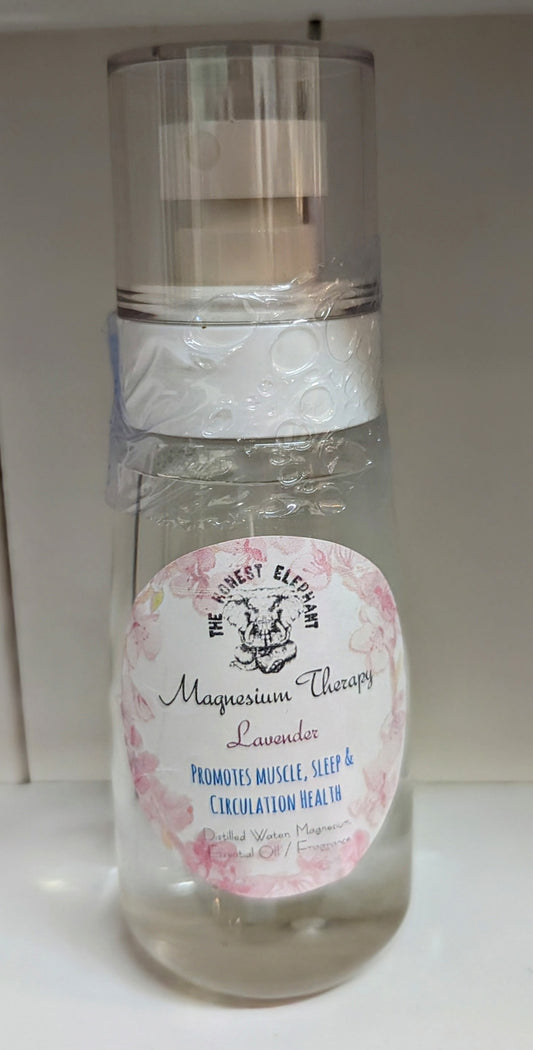 THE HONEST ELEPHANT
Magnesium Therapy
Lavender
PROMOTES MUSCLE, SLEEP &
CIRCULATION HEALTH
Distilled Water Magnesium
Essential Oil / Fragrance